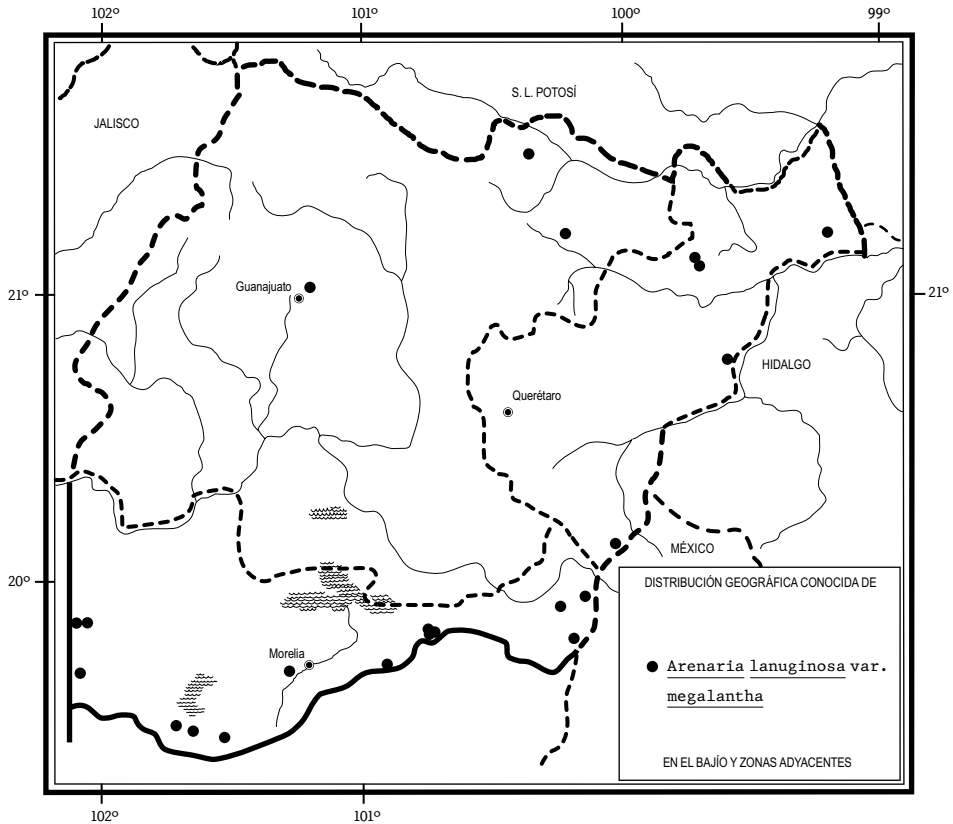 102º 101º 100º 99º
S. L. POTOSÍ
JALISCO
Guanajuato
21º 21º
HIDALGO
Querétaro
MÉXICO
20º
DISTRIBUCIÓN GEOGRÁFICA CONOCIDA DE
Morelia
Arenaria lanuginosa var.
megalantha
EN EL BAJÍO Y ZONAS ADYACENTES
102º 101º